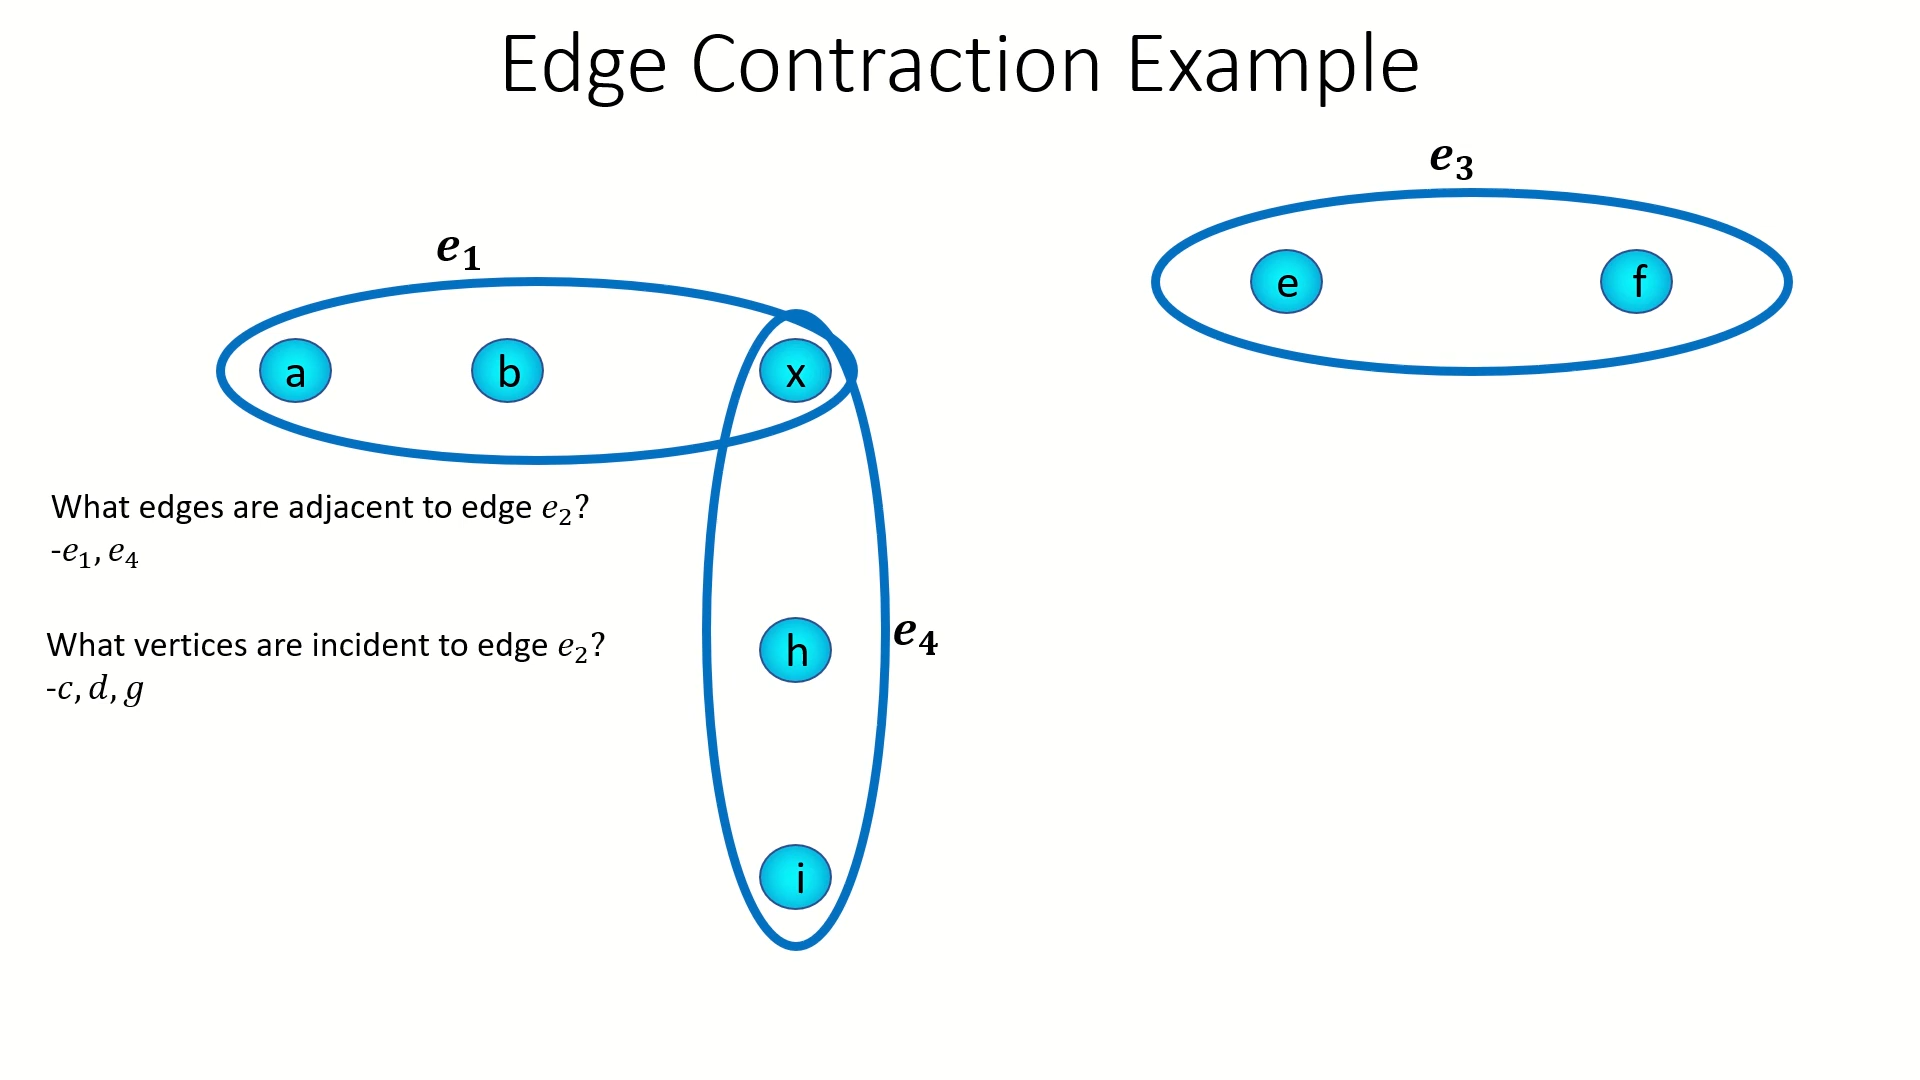 Edge Contraction Example
e₃
e₁
e
f
a
b
x
What edges are adjacent to edge e₂?
-e₁, e₄
h
e₄
What vertices are incident to edge e₂?
-c, d, g
i